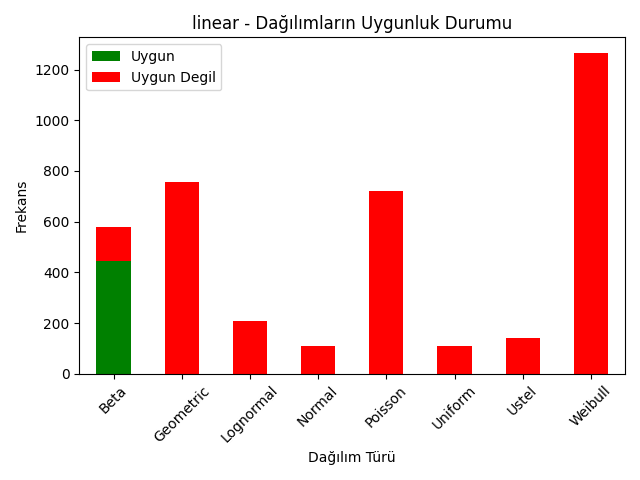 linear - Dağılımların Uygunluk Durumu
Uygun
Uygun Degil
Frekans
1200
1000
800
600
400
200
0
Beta
Geometric
Lognormal
Normal
Poisson
Uniform
Ustel
Weibull
Dağılım Türü